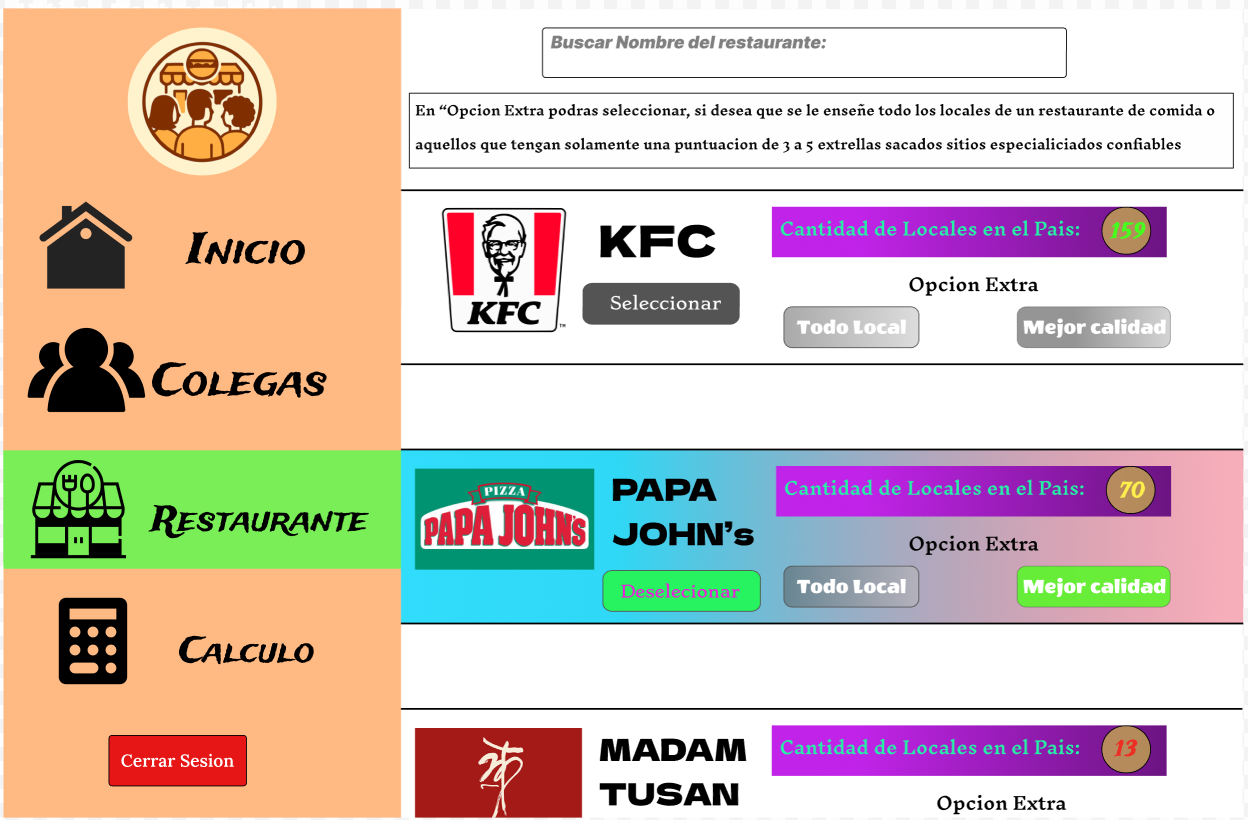 Buscar Nombre del restaurante:
En “Opcion Extra podras seleccionar, si desea que se le enseñe todo los locales de un restaurante de comida o
aquellos que tengan solamente una puntuacion de 3 a 5 extrellas sacados sitios especialiciados confiables
Inicio
Colegas
Restaurante
Calculo
Cerrar Sesion
KFC
™
KFC
Seleccionar
Cantidad de Locales en el Pais: 159
Opcion Extra
Todo Local Mejor calidad
PIZZA
PAPA JOHN'S
PAPA
JOHN’s
Deselecionar
Cantidad de Locales en el Pais: 70
Opcion Extra
Todo Local Mejor calidad
MADAM
TUSAN
Cantidad de Locales en el Pais: 13
Opcion Extra